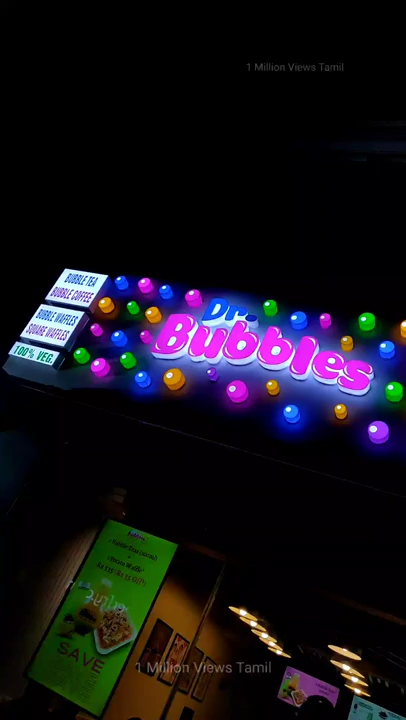 1 Million Views Tamil
BUBBLE TEA
BUBBLE COFFEE
BUBBLE WAFFLES
SQUARE WAFFLES
100% VEG.
Dr.
Bubbles
SAVE
1 Million Views Tamil